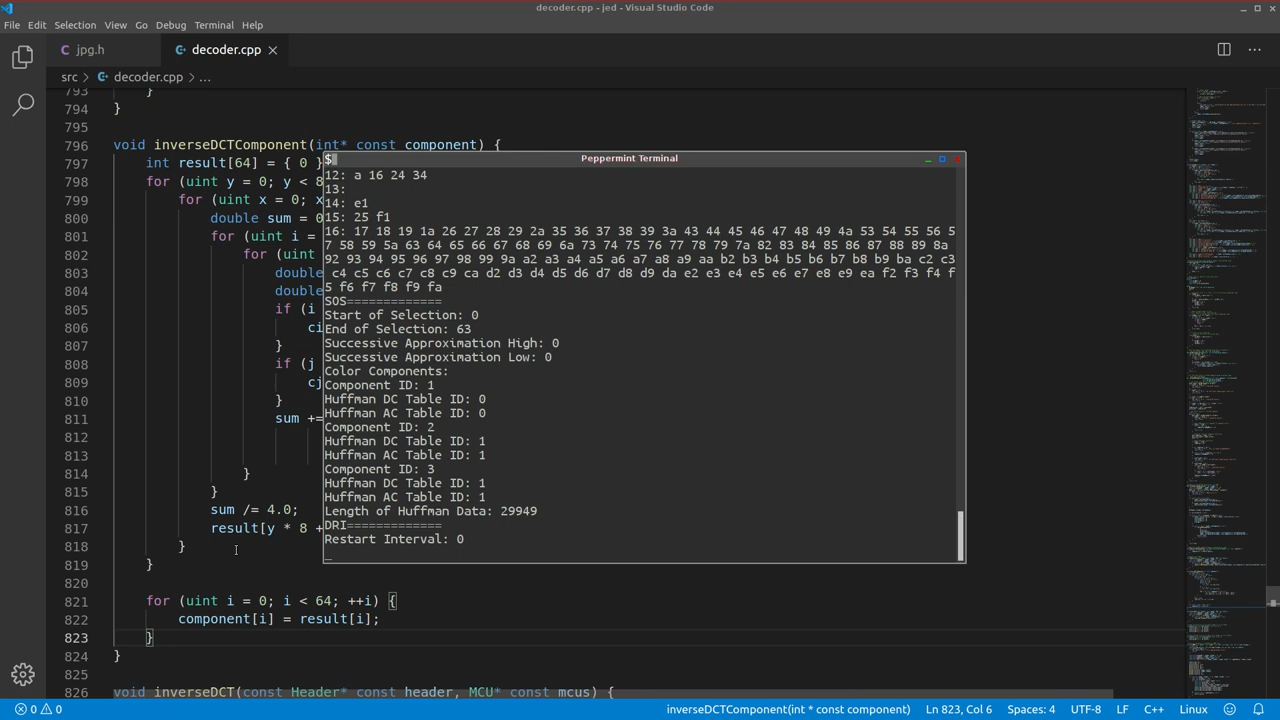 decoder.cpp - jed - Visual Studio Code
File Edit Selection View Go Debug Terminal Help
jpg.h decoder.cpp
src > decoder.cpp > …
793 }
794 }
795
796 void inverseDCTComponent(int* const component) {
797 int result[64] = { 0 }
798 for (uint y = 0; y < 8
799 for (uint x = 0; x
800 double sum = 0
801 for (uint i =
802 for (uint
803 double
804 double
805 if (i
806 ci
807 }
808 if (j
809 cj
810 }
811 sum +=
812
813
814 }
815 }
816 sum /= 4.0;
817 result[y * 8 +
818 }
819 }
820
821 for (uint i = 0; i < 64; ++i) {
822 component[i] = result[i];
823 }
824 }
825
826 void inverseDCT(const Header* const header, MCU* const mcus) {
$ Peppermint Terminal
12: a 16 24 34
13:
14: e1
15: 25 f1
16: 17 18 19 1a 26 27 28 29 2a 35 36 37 38 39 3a 43 44 45 46 47 48 49 4a 53 54 55 56 5
7 58 59 5a 63 64 65 66 67 68 69 6a 73 74 75 76 77 78 79 7a 82 83 84 85 86 87 88 89 8a
92 93 94 95 96 97 98 99 9a a2 a3 a4 a5 a6 a7 a8 a9 aa b2 b3 b4 b5 b6 b7 b8 b9 ba c2 c3
c4 c5 c6 c7 c8 c9 ca d2 d3 d4 d5 d6 d7 d8 d9 da e2 e3 e4 e5 e6 e7 e8 e9 ea f2 f3 f4 f
5 f6 f7 f8 f9 fa
SOS=============
Start of Selection: 0
End of Selection: 63
Successive Approximation High: 0
Successive Approximation Low: 0
Color Components:
Component ID: 1
Huffman DC Table ID: 0
Huffman AC Table ID: 0
Component ID: 2
Huffman DC Table ID: 1
Huffman AC Table ID: 1
Component ID: 3
Huffman DC Table ID: 1
Huffman AC Table ID: 1
Length of Huffman Data: 29949
DRI=============
Restart Interval: 0
_
0 0 inverseDCTComponent(int * const component) Ln 823, Col 6 Spaces: 4 UTF-8 LF C++ Linux